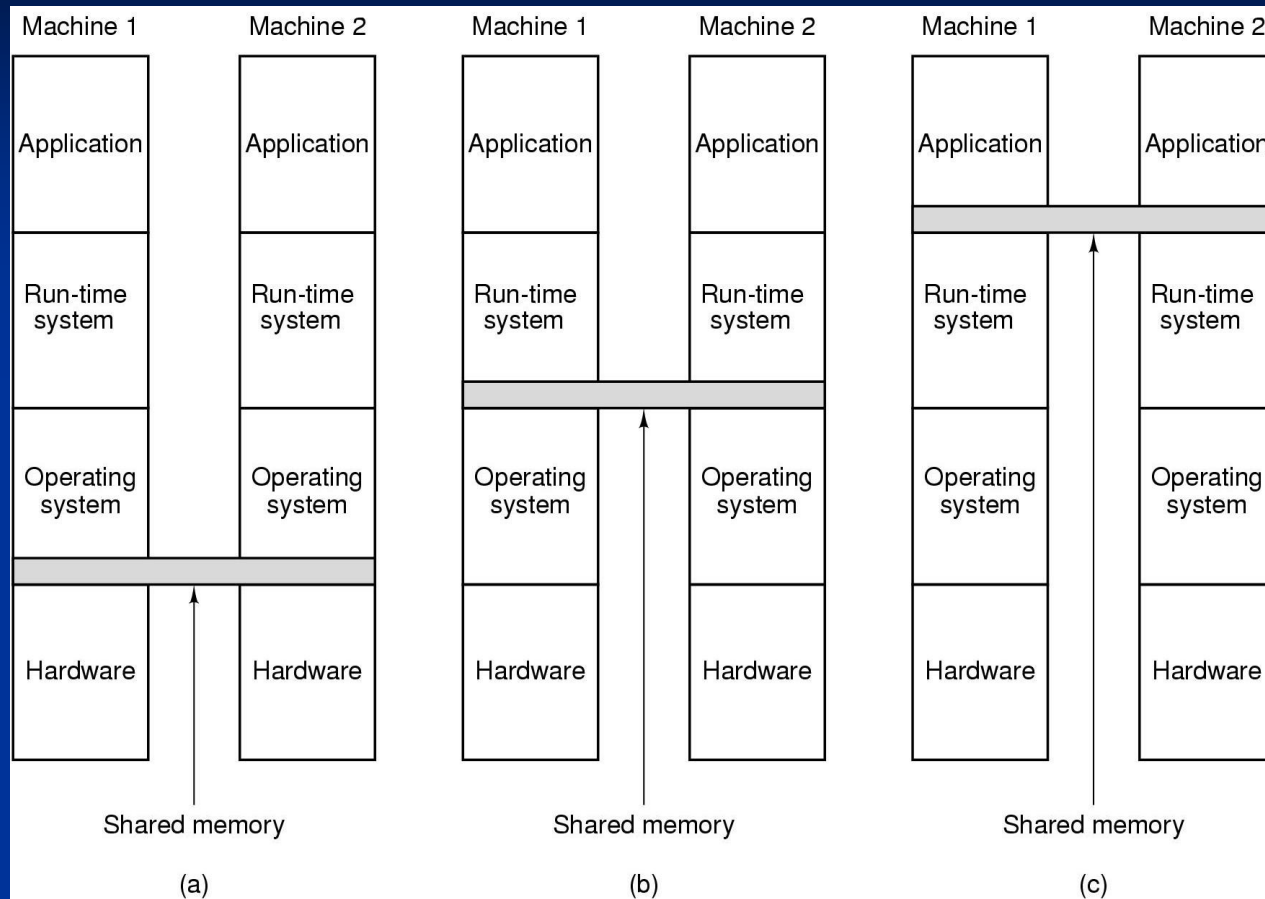 Machine 1
Machine 2
Machine 1
Machine 2
Machine 1
Machine 2
Application
Application
Application
Application
Application
Application
Run-time
system
Run-time
system
Run-time
system
Run-time
system
Run-time
system
Run-time
system
Operating
system
Operating
system
Operating
system
Operating
system
Operating
system
Operating
system
Hardware
Hardware
Hardware
Hardware
Hardware
Hardware
Shared memory
Shared memory
Shared memory
(a)
(b)
(c)